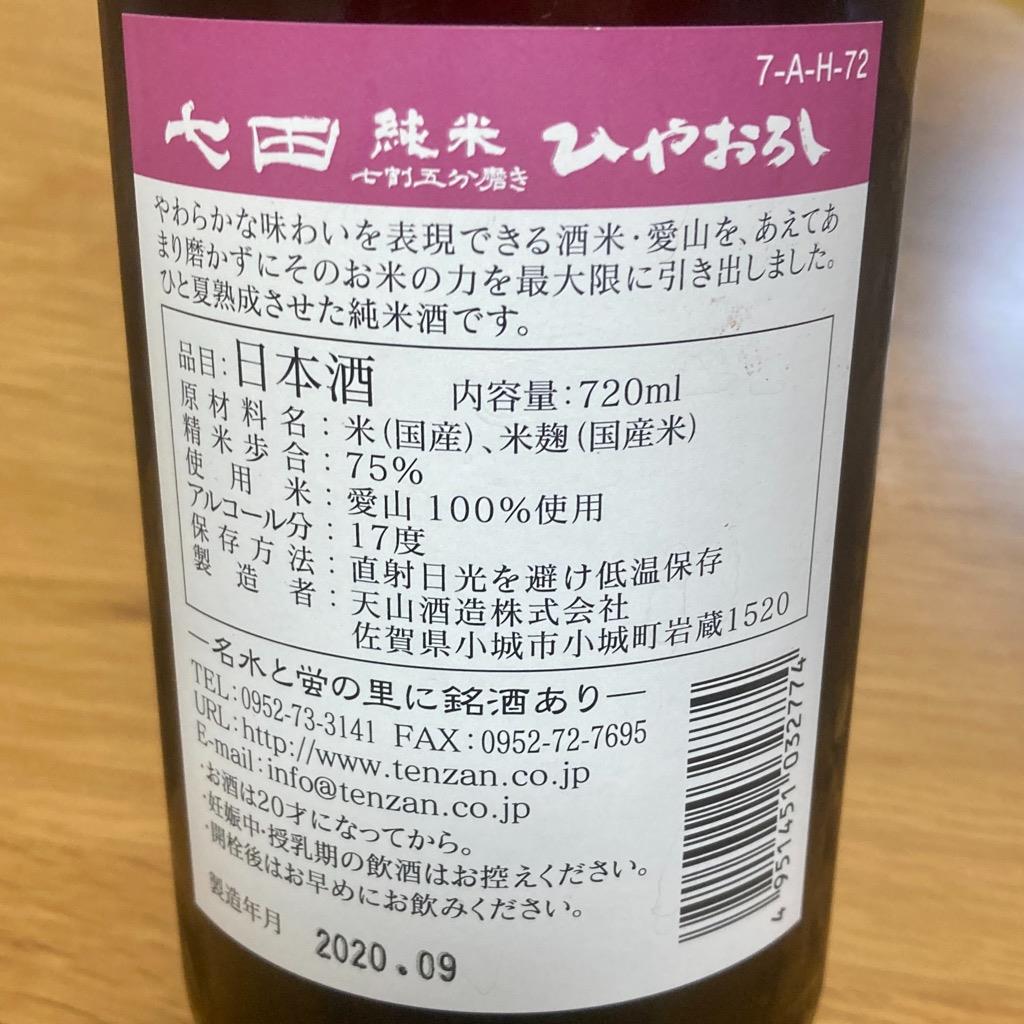 7-A-H-72
七田 純米 ひやおろし
七割五分磨き
やわらかな味わいを表現できる酒米・愛山を、あえてあ
まり磨かずにそのお米の力を最大限に引き出しました。
ひと夏熟成させた純米酒です。
品目:日本酒 内容量:720ml
原材料名:米(国産)、米麹(国産米)
精米歩合:75%
使用米:愛山 100%使用
アルコール分:17度
保存方法:直射日光を避け低温保存
製造者:天山酒造株式会社
佐賀県小城市小城町岩蔵1520
―名水と蛍の里に銘酒あり―
TEL:0952-73-3141 FAX:0952-72-7695
URL:http://www.tenzan.co.jp
E-mail:info@tenzan.co.jp
・お酒は20才になってから。
・妊娠中・授乳期の飲酒はお控えください。
・開栓後はお早めにお飲みください。
製造年月 2020.09
4951451032774